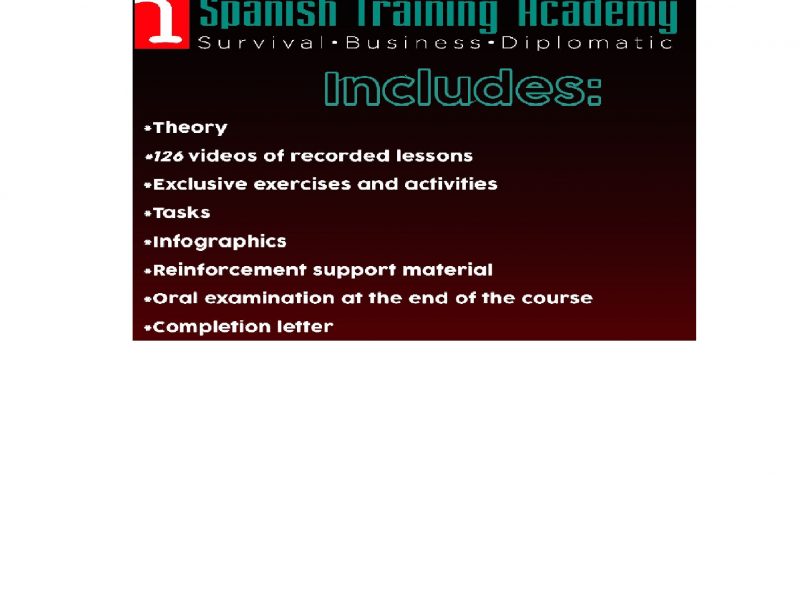 Spanish Training Academy
Survival•Business•Diplomatic
Includes:
*Theory
*126 videos of recorded lessons
*Exclusive exercises and activities
*Tasks
*Infographics
*Reinforcement support material
*Oral examination at the end of the course
*Completion letter